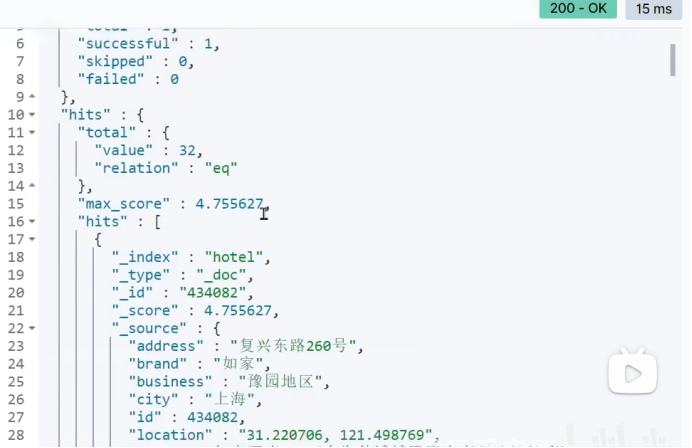 200 - OK
15 ms
6 "successful" : 1,
7 "skipped" : 0,
8 "failed" : 0
9 },
10 "hits" : {
11 "total" : {
12 "value" : 32,
13 "relation" : "eq"
14 },
15 "max_score" : 4.755627,
16 "hits" : [
17 {
18 "_index" : "hotel",
19 "_type" : "_doc",
20 "_id" : "434082",
21 "_score" : 4.755627,
22 "_source" : {
23 "address" : "复兴东路260号",
24 "brand" : "如家",
25 "business" : "豫园地区",
26 "city" : "上海",
27 "id" : 434082,
28 "location" : "31.220706, 121.498769",